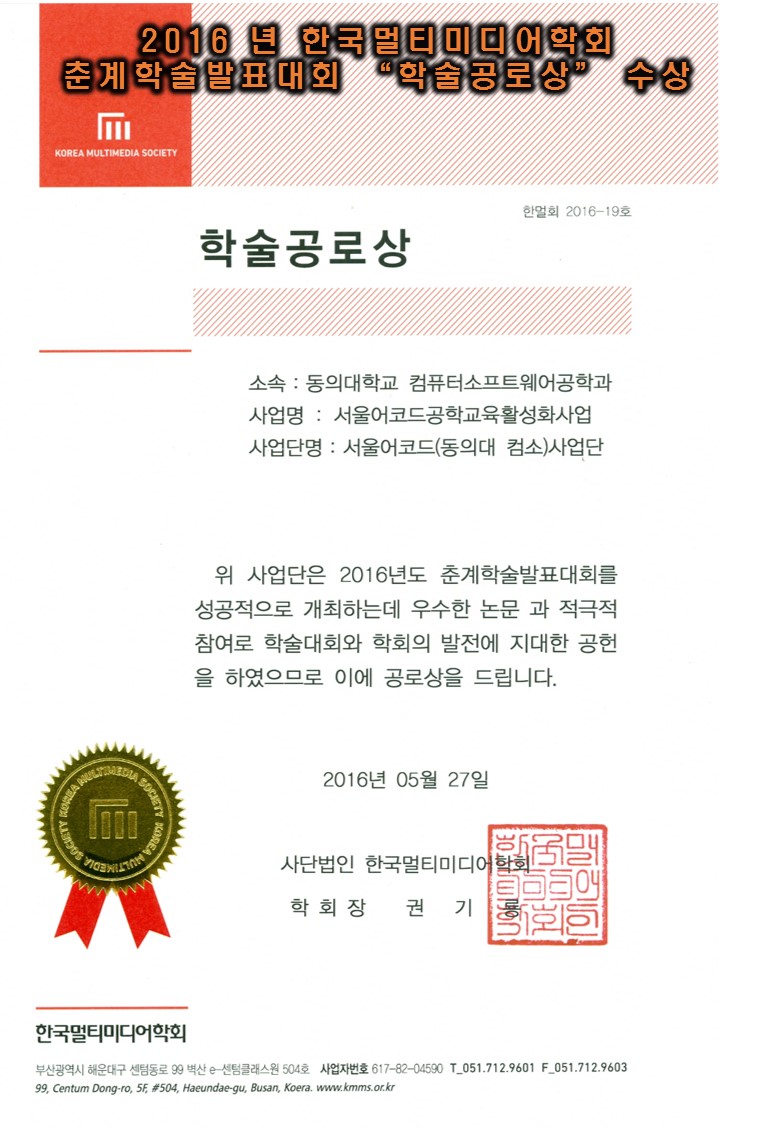 2016 년 한국멀티미디어학회
춘계학술발표대회 “학술공로상” 수상
KOREA MULTIMEDIA SOCIETY
한멀회 2016-19호
학술공로상
소속 : 동의대학교 컴퓨터소프트웨어공학과
사업명 : 서울어코드공학교육활성화사업
사업단명 : 서울어코드(동의대 컴소)사업단
위 사업단은 2016년도 춘계학술발표대회를
성공적으로 개최하는데 우수한 논문 과 적극적
참여로 학술대회와 학회의 발전에 지대한 공헌
을 하였으므로 이에 공로상을 드립니다.
2016년 05월 27일
KOREA MULTIMEDIA SOCIETY KOREA MULTIMEDIA SOCIETY
사단법인 한국멀티미디어학회
학 회 장 권 기 룡
한국멀티미디어학회
부산광역시 해운대구 센텀동로 99 벽산 e-센텀클래스원 504호 사업자번호 617-82-04590 T_051.712.9601 F_051.712.9603
99, Centum Dong-ro, 5F, #504, Haeundae-gu, Busan, Koera. www.kmms.or.kr